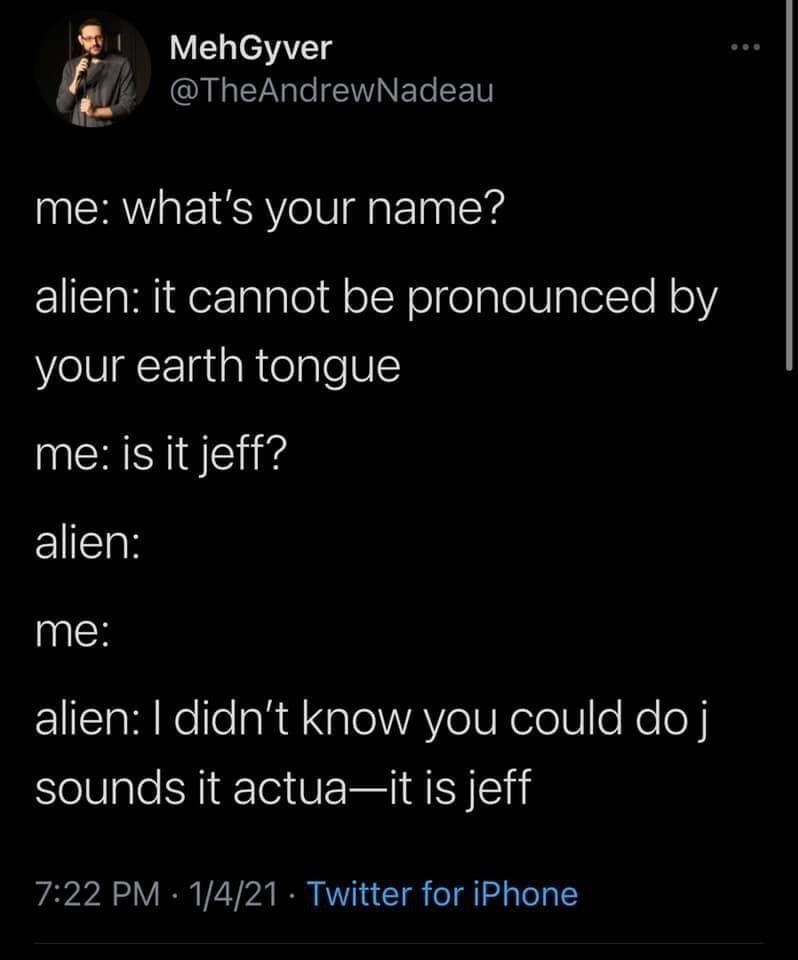 MehGyver
@TheAndrewNadeau
me: what’s your name?
alien: it cannot be pronounced by
your earth tongue
me: is it jeff?
alien:
me:
alien: I didn’t know you could do j
sounds it actua—it is jeff
7:22 PM · 1/4/21 · Twitter for iPhone